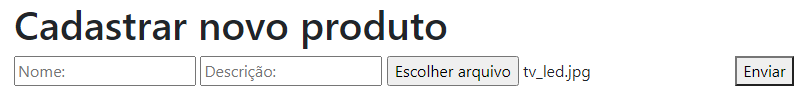 Cadastrar novo produto
Nome: Descrição: Escolher arquivo tv_led.jpg Enviar